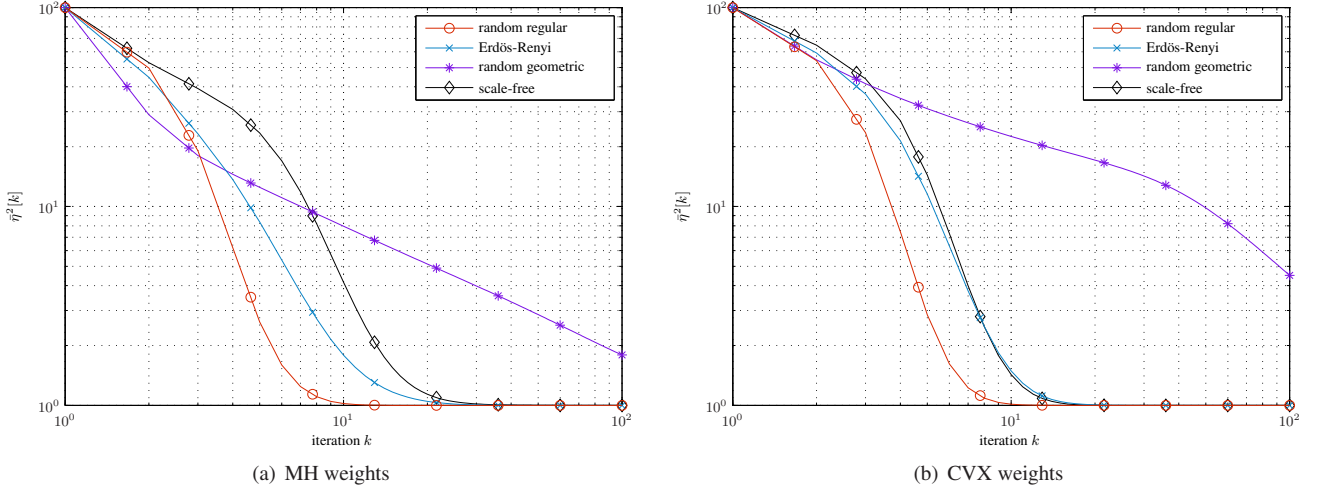 10²
10¹
10⁰
η̄²[k]
random regular
Erdös-Renyi
random geometric
scale-free
10⁰
10¹
10²
iteration k
(a) MH weights
10²
10¹
10⁰
η̄²[k]
random regular
Erdös-Renyi
random geometric
scale-free
10⁰
10¹
10²
iteration k
(b) CVX weights